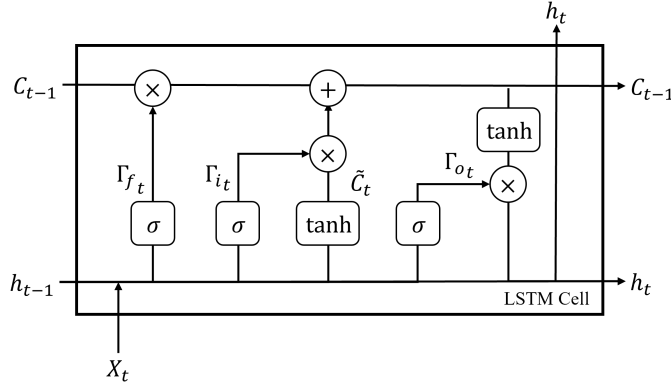 h_t
C_{t-1}
×
+
C_{t-1}
tanh
Γ_{f_t}
Γ_{i_t}
×
C̃_t
Γ_{o_t}
×
σ
σ
tanh
σ
h_{t-1}
h_t
LSTM Cell
X_t